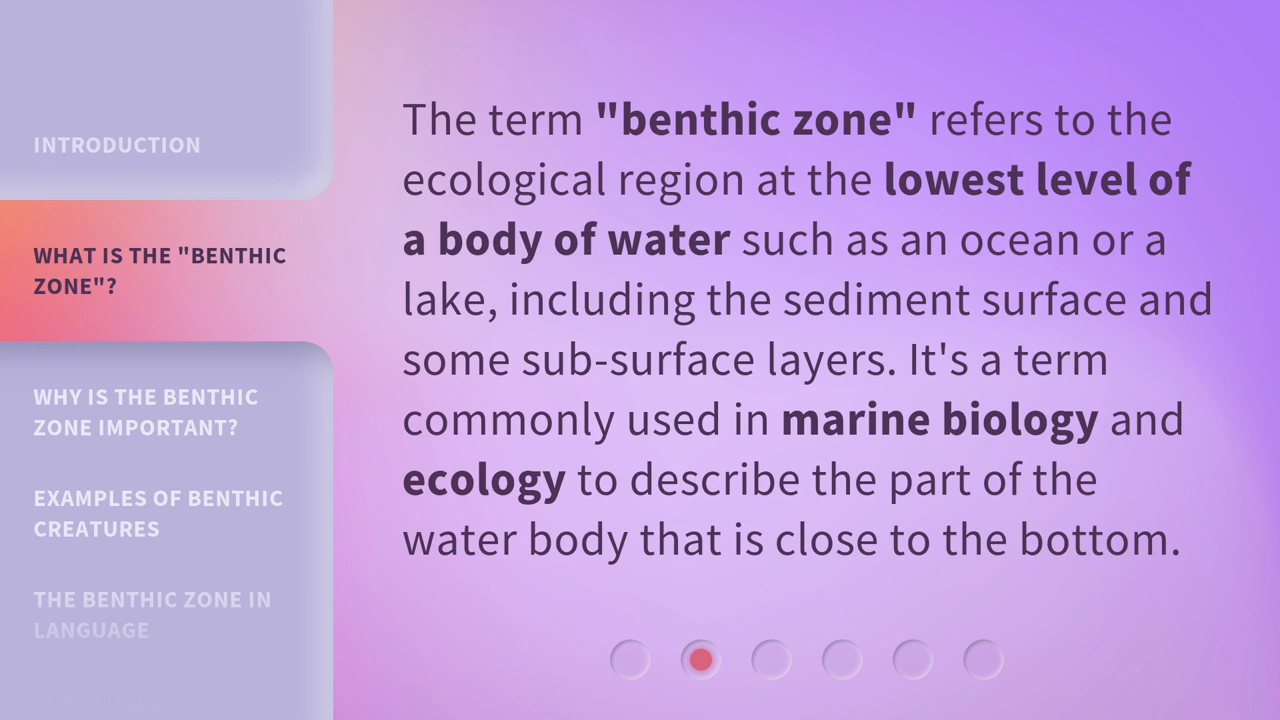 INTRODUCTION
WHAT IS THE "BENTHIC
ZONE"?
WHY IS THE BENTHIC
ZONE IMPORTANT?
EXAMPLES OF BENTHIC
CREATURES
THE BENTHIC ZONE IN
LANGUAGE
The term "benthic zone" refers to the
ecological region at the lowest level of
a body of water such as an ocean or a
lake, including the sediment surface and
some sub-surface layers. It's a term
commonly used in marine biology and
ecology to describe the part of the
water body that is close to the bottom.